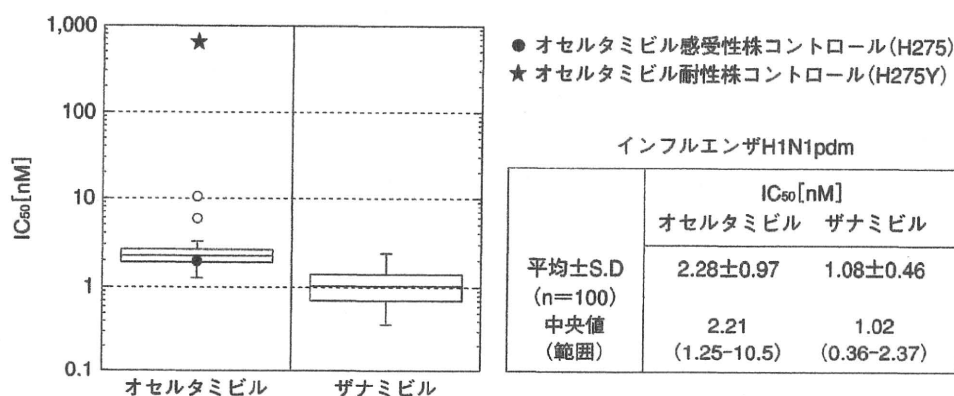 1,000
100
10
1
0.1
IC50[nM]
オセルタミビル
ザナミビル
● オセルタミビル感受性株コントロール(H275)
★ オセルタミビル耐性株コントロール(H275Y)
インフルエンザH1N1pdm
IC50[nM]
オセルタミビル ザナミビル
平均±S.D 2.28±0.97 1.08±0.46
(n=100)
中央値 2.21 1.02
(範囲) (1.25-10.5) (0.36-2.37)